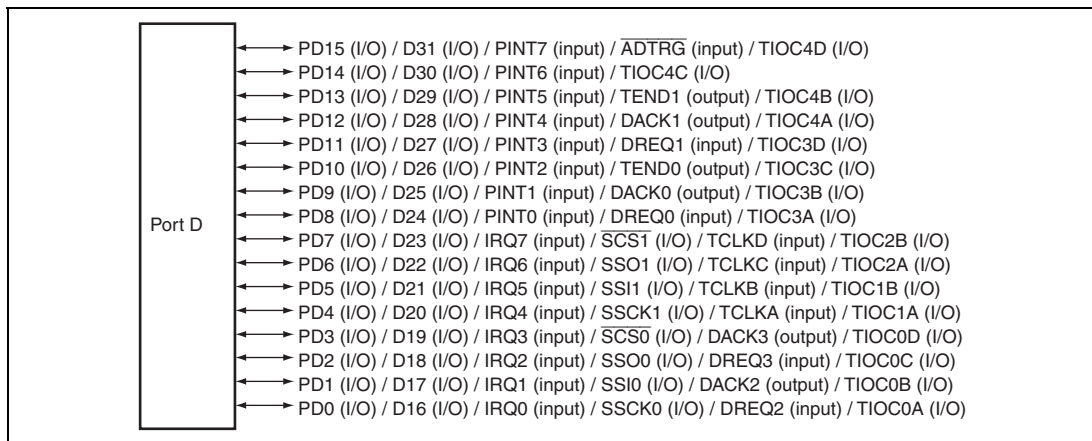 Port D
PD15 (I/O) / D31 (I/O) / PINT7 (input) / ADTRG (input) / TIOC4D (I/O)
PD14 (I/O) / D30 (I/O) / PINT6 (input) / TIOC4C (I/O)
PD13 (I/O) / D29 (I/O) / PINT5 (input) / TEND1 (output) / TIOC4B (I/O)
PD12 (I/O) / D28 (I/O) / PINT4 (input) / DACK1 (output) / TIOC4A (I/O)
PD11 (I/O) / D27 (I/O) / PINT3 (input) / DREQ1 (input) / TIOC3D (I/O)
PD10 (I/O) / D26 (I/O) / PINT2 (input) / TEND0 (output) / TIOC3C (I/O)
PD9 (I/O) / D25 (I/O) / PINT1 (input) / DACK0 (output) / TIOC3B (I/O)
PD8 (I/O) / D24 (I/O) / PINT0 (input) / DREQ0 (input) / TIOC3A (I/O)
PD7 (I/O) / D23 (I/O) / IRQ7 (input) / SCS1 (I/O) / TCLKD (input) / TIOC2B (I/O)
PD6 (I/O) / D22 (I/O) / IRQ6 (input) / SSO1 (I/O) / TCLKC (input) / TIOC2A (I/O)
PD5 (I/O) / D21 (I/O) / IRQ5 (input) / SSI1 (I/O) / TCLKB (input) / TIOC1B (I/O)
PD4 (I/O) / D20 (I/O) / IRQ4 (input) / SSCK1 (I/O) / TCLKA (input) / TIOC1A (I/O)
PD3 (I/O) / D19 (I/O) / IRQ3 (input) / SCS0 (I/O) / DACK3 (output) / TIOC0D (I/O)
PD2 (I/O) / D18 (I/O) / IRQ2 (input) / SSO0 (I/O) / DREQ3 (input) / TIOC0C (I/O)
PD1 (I/O) / D17 (I/O) / IRQ1 (input) / SSI0 (I/O) / DACK2 (output) / TIOC0B (I/O)
PD0 (I/O) / D16 (I/O) / IRQ0 (input) / SSCK0 (I/O) / DREQ2 (input) / TIOC0A (I/O)